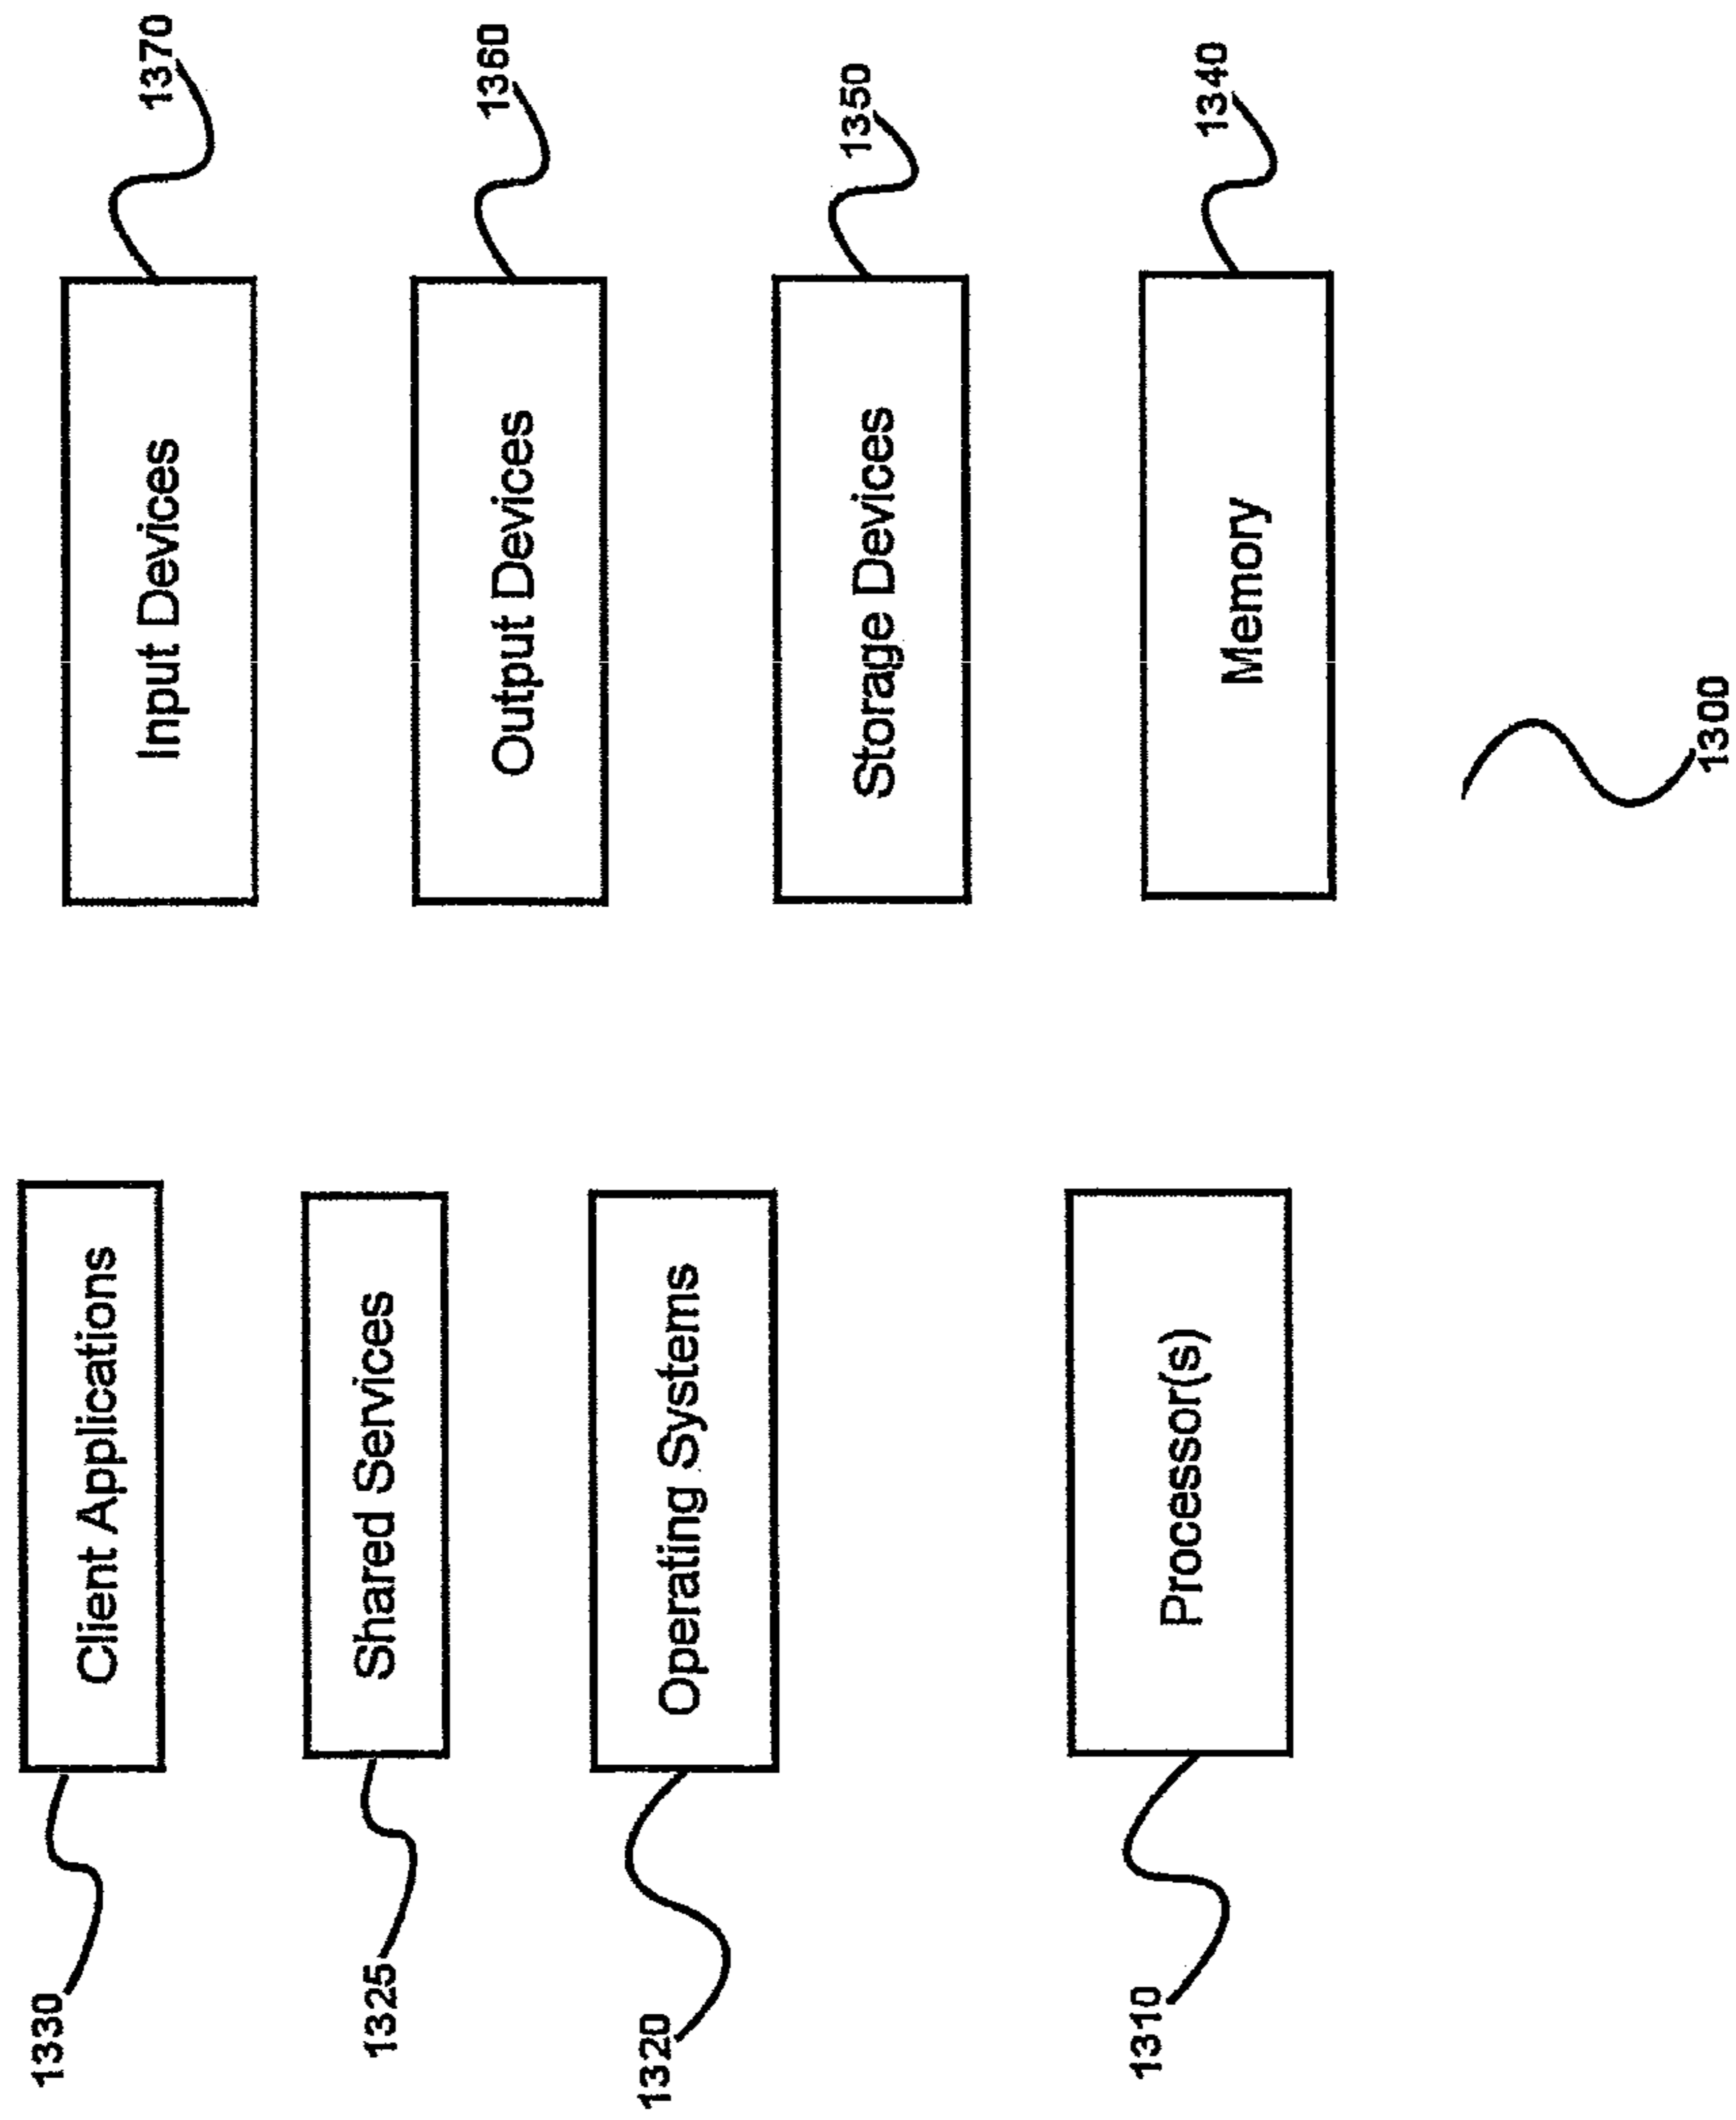 1330
Client Applications
Input Devices
1370
1325
Shared Services
Output Devices
1360
1320
Operating Systems
Storage Devices
1350
1310
Processor(s)
Memory
1340
1300